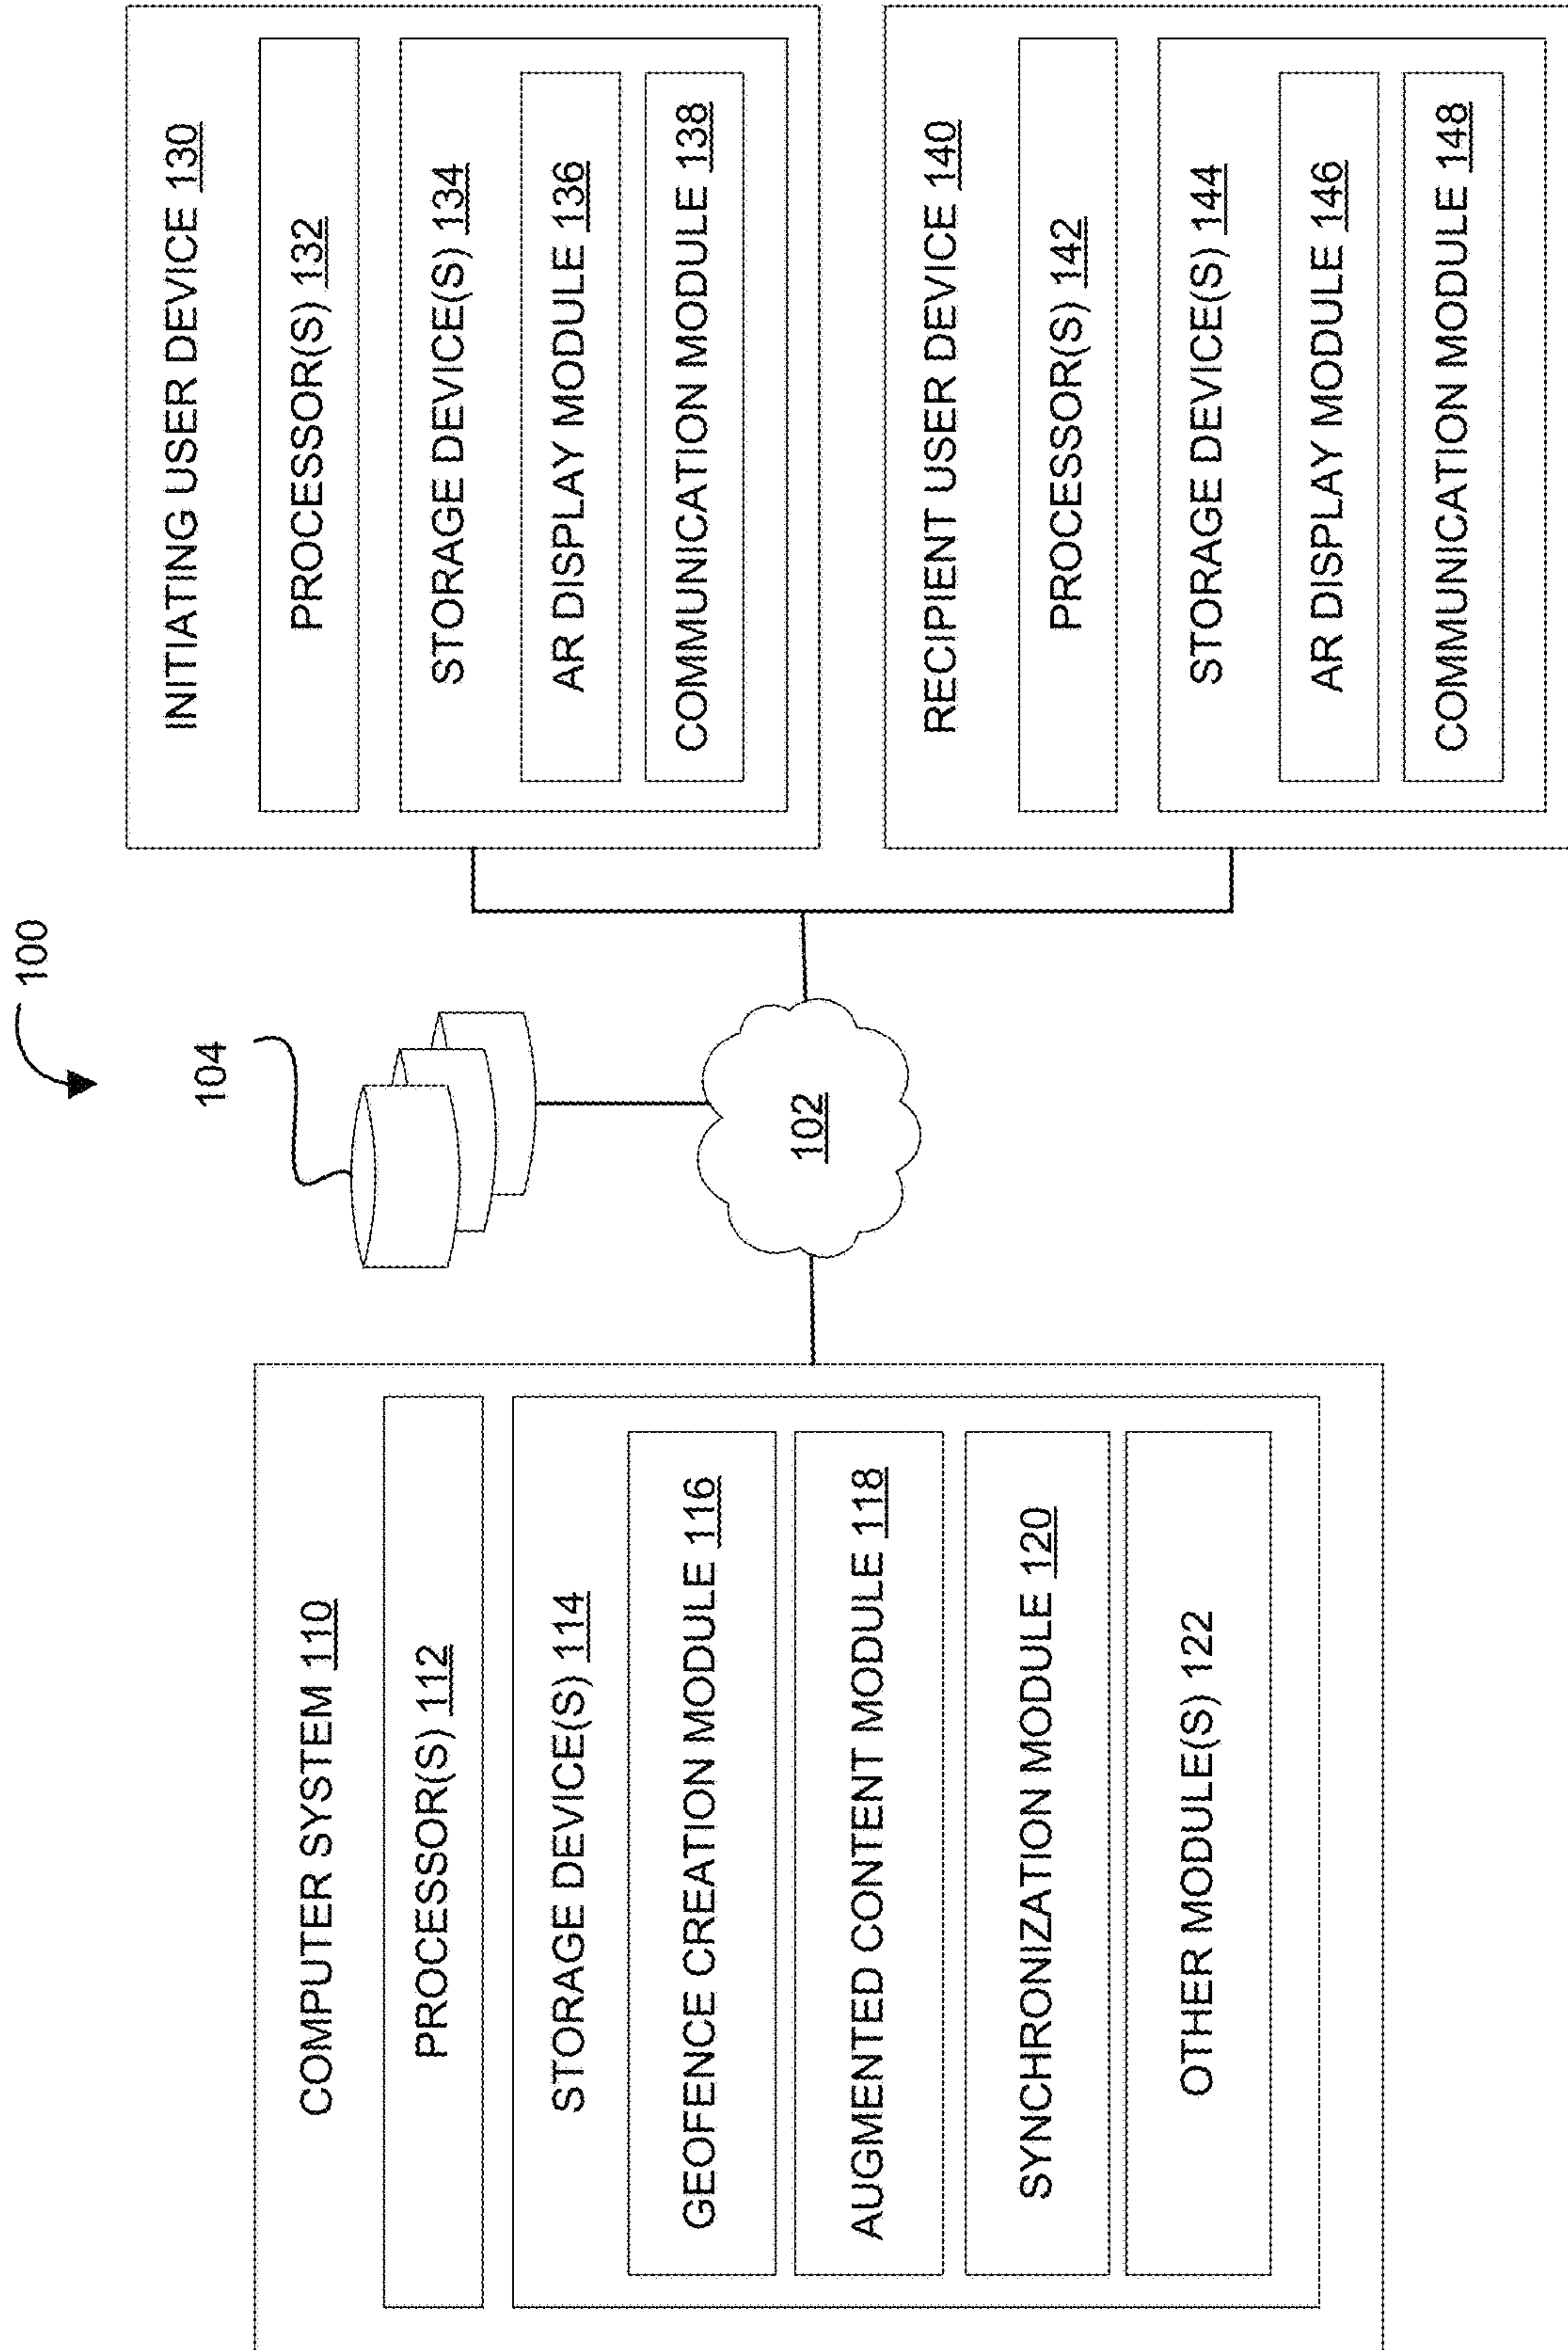 100
104
102
COMPUTER SYSTEM 110
PROCESSOR(S) 112
STORAGE DEVICE(S) 114
GEOFENCE CREATION MODULE 116
AUGMENTED CONTENT MODULE 118
SYNCHRONIZATION MODULE 120
OTHER MODULE(S) 122
INITIATING USER DEVICE 130
PROCESSOR(S) 132
STORAGE DEVICE(S) 134
AR DISPLAY MODULE 136
COMMUNICATION MODULE 138
RECIPIENT USER DEVICE 140
PROCESSOR(S) 142
STORAGE DEVICE(S) 144
AR DISPLAY MODULE 146
COMMUNICATION MODULE 148